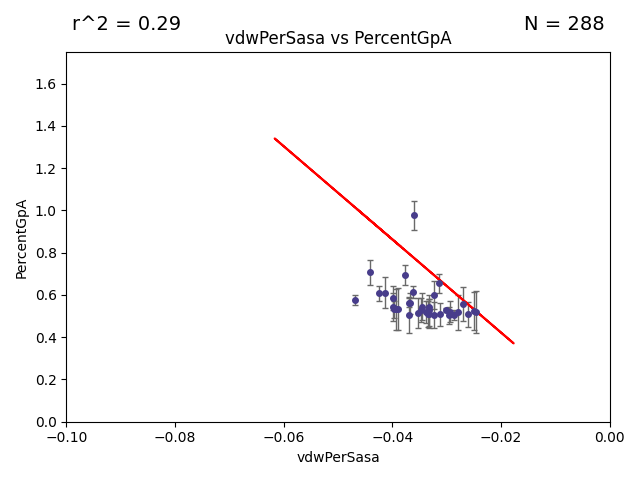 r^2 = 0.29
N = 288
vdwPerSasa vs PercentGpA
1.6
1.4
1.2
1.0
0.8
0.6
0.4
0.2
0.0
PercentGpA
−0.10 −0.08 −0.06 −0.04 −0.02 0.00
vdwPerSasa